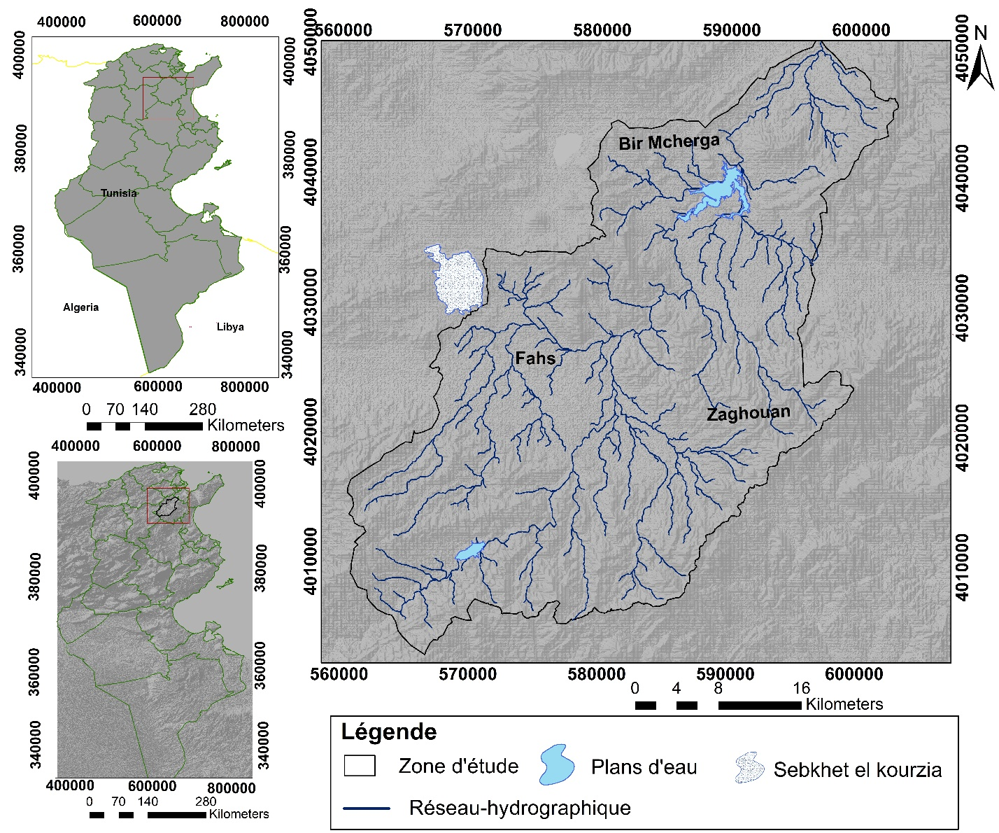 400000 600000 800000
400000
380000
360000
340000
400000
380000
360000
340000
Tunisia
Algeria
Libya
400000 600000 800000
0 70 140 280
Kilometers
400000 600000 800000
400000
380000
360000
340000
400000
380000
360000
340000
400000 600000 800000
0 70 140 280
Kilometers
560000 570000 580000 590000 600000
4050000
4040000
4030000
4020000
4010000
4050000
4040000
4030000
4020000
4010000
N
Bir Mcherga
Fahs
Zaghouan
560000 570000 580000 590000 600000
0 4 8 16
Kilometers
Légende
Zone d'étude Plans d'eau Sebkhet el kourzia
Réseau-hydrographique